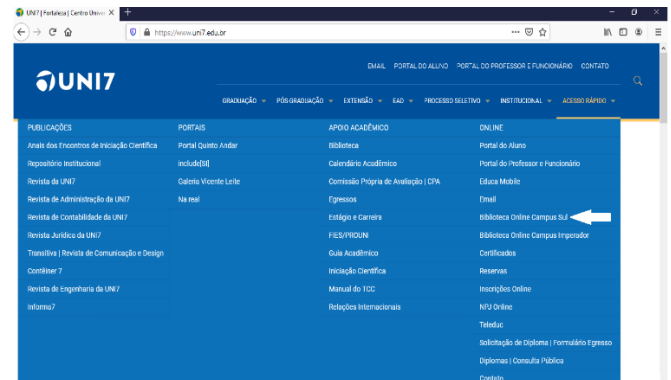 UNI7 | Fortaleza | Centro Univer
https://www.uni7.edu.br
EMAIL PORTAL DO ALUNO PORTAL DO PROFESSOR E FUNCIONÁRIO CONTATO
UNI7
GRADUAÇÃO PÓS-GRADUAÇÃO EXTENSÃO EAD PROCESSO SELETIVO INSTITUCIONAL ACESSO RÁPIDO
PUBLICAÇÕES PORTAIS APOIO ACADÊMICO ONLINE
Anais dos Encontros de Iniciação Científica Portal Quinto Andar Biblioteca Portal do Aluno
Repositório Institucional include[SI] Calendário Acadêmico Portal do Professor e Funcionário
Revista da UNI7 Galeria Vicente Leite Comissão Própria de Avaliação | CPA Educa Mobile
Revista de Administração da UNI7 Na real Egressos Email
Revista de Contabilidade da UNI7 Estágio e Carreira Biblioteca Online Campus Sul
Revista Jurídica da UNI7 FIES/PROUNI Biblioteca Online Campus Imperador
Transitiva | Revista de Comunicação e Design Guia Acadêmico Certificados
Contêiner 7 Iniciação Científica Reservas
Revista de Engenharia da UNI7 Manual do TCC Inscrições Online
Informa7 Relações Internacionais NPJ Online
Teleduc
Solicitação de Diploma | Formulário Egresso
Diplomas | Consulta Pública
Contato